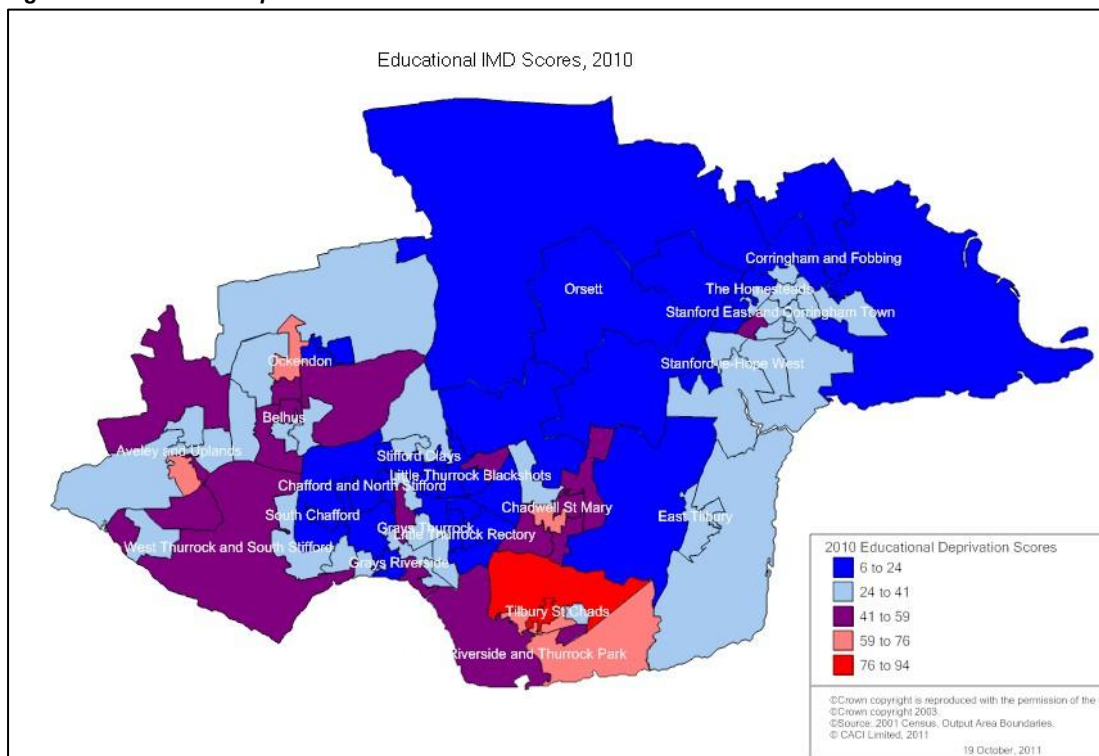 Educational IMD Scores, 2010
Corringham and Fobbing
Orsett
The Homesteads
Stanford East and Corringham Town
Ockendon
Stanford-le-Hope West
Belhus
Aveley and Uplands
Stifford Clays
Little Thurrock Blackshots
Chafford and North Stifford
Chadwell St Mary
South Chafford
East Tilbury
Grays Thurrock
Little Thurrock Rectory
West Thurrock and South Stifford
Grays Riverside
Tilbury St Chads
Riverside and Thurrock Park
2010 Educational Deprivation Scores
6 to 24
24 to 41
41 to 59
59 to 76
76 to 94
©Crown copyright is reproduced with the permission of the
©Crown copyright 2003.
©Source: 2001 Census, Output Area Boundaries.
© CACI Limited, 2011
19 October, 2011